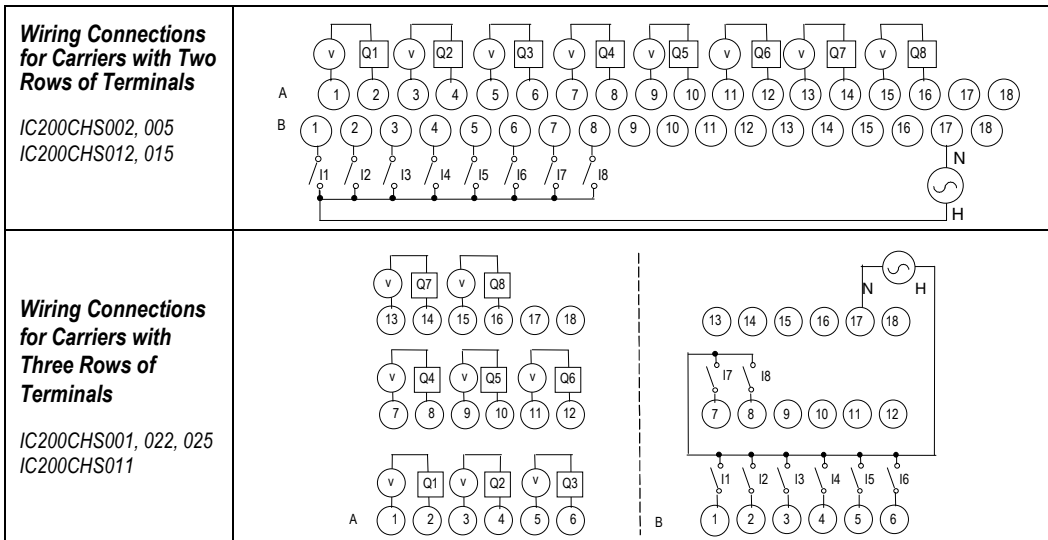 Wiring Connections
for Carriers with Two
Rows of Terminals
IC200CHS002, 005
IC200CHS012, 015
v Q1 v Q2 v Q3 v Q4 v Q5 v Q6 v Q7 v Q8
A 1 2 3 4 5 6 7 8 9 10 11 12 13 14 15 16 17 18
B 1 2 3 4 5 6 7 8 9 10 11 12 13 14 15 16 17 18
N
I1 I2 I3 I4 I5 I6 I7 I8
H
Wiring Connections
for Carriers with
Three Rows of
Terminals
IC200CHS001, 022, 025
IC200CHS011
v Q7 v Q8
13 14 15 16 17 18
v Q4 v Q5 v Q6
7 8 9 10 11 12
v Q1 v Q2 v Q3
A 1 2 3 4 5 6
N H
13 14 15 16 17 18
I7 I8
7 8 9 10 11 12
I1 I2 I3 I4 I5 I6
B 1 2 3 4 5 6